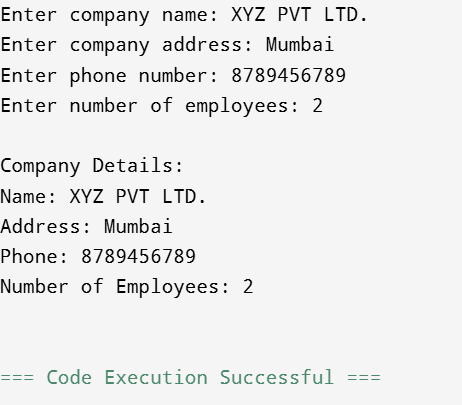 Enter company name: XYZ PVT LTD.
Enter company address: Mumbai
Enter phone number: 8789456789
Enter number of employees: 2
Company Details:
Name: XYZ PVT LTD.
Address: Mumbai
Phone: 8789456789
Number of Employees: 2
=== Code Execution Successful ===